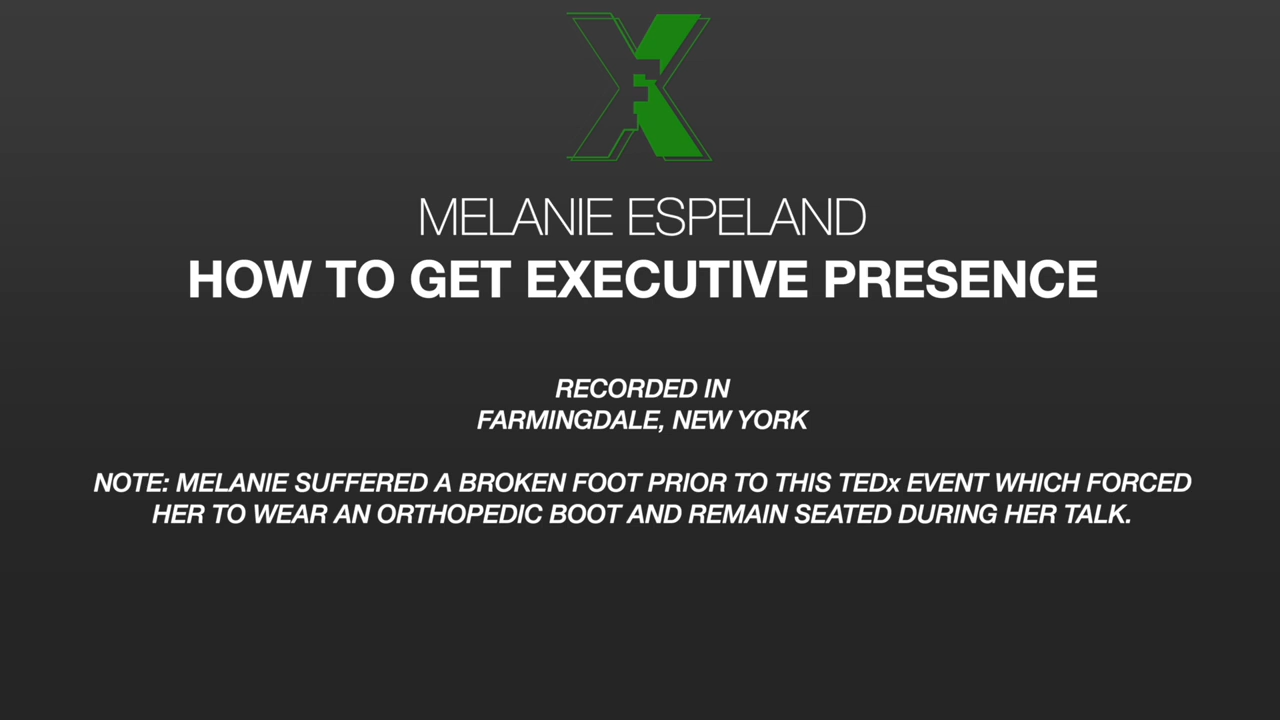 MELANIE ESPELAND
HOW TO GET EXECUTIVE PRESENCE
RECORDED IN
FARMINGDALE, NEW YORK
NOTE: MELANIE SUFFERED A BROKEN FOOT PRIOR TO THIS TEDx EVENT WHICH FORCED
HER TO WEAR AN ORTHOPEDIC BOOT AND REMAIN SEATED DURING HER TALK.